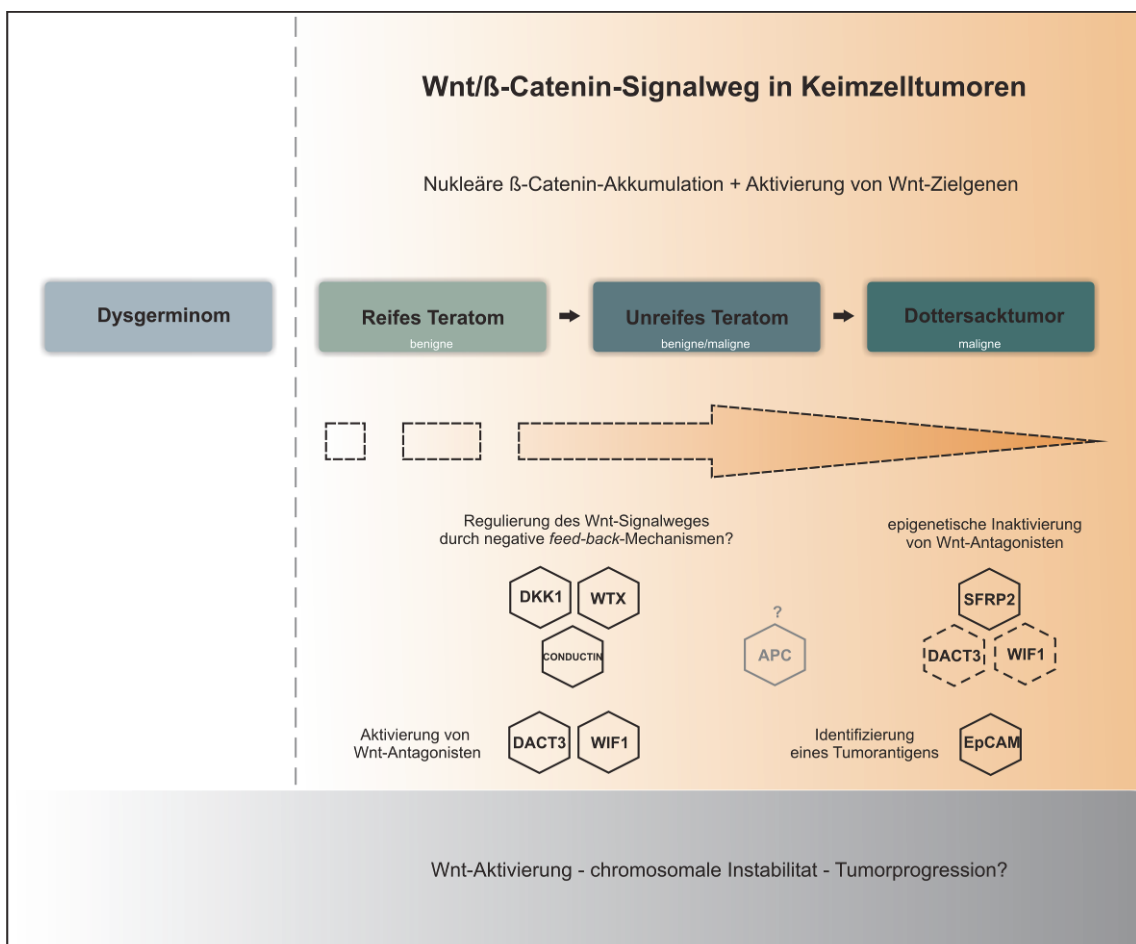 Wnt/ß-Catenin-Signalweg in Keimzelltumoren
Nukleäre ß-Catenin-Akkumulation + Aktivierung von Wnt-Zielgenen
Dysgerminom
Reifes Teratom
benigne
Unreifes Teratom
benigne/maligne
Dottersacktumor
maligne
Regulierung des Wnt-Signalweges
durch negative feed-back-Mechanismen?
DKK1
WTX
CONDUCTIN
?
APC
epigenetische Inaktivierung
von Wnt-Antagonisten
SFRP2
DACT3
WIF1
Aktivierung von
Wnt-Antagonisten
DACT3
WIF1
Identifizierung
eines Tumorantigens
EpCAM
Wnt-Aktivierung - chromosomale Instabilitat - Tumorprogression?